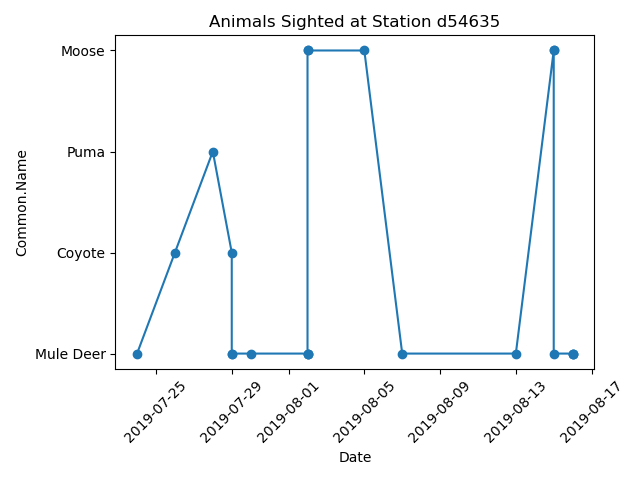 Animals Sighted at Station d54635
Common.Name
Moose
Puma
Coyote
Mule Deer
2019-07-25
2019-07-29
2019-08-01
2019-08-05
2019-08-09
2019-08-13
2019-08-17
Date